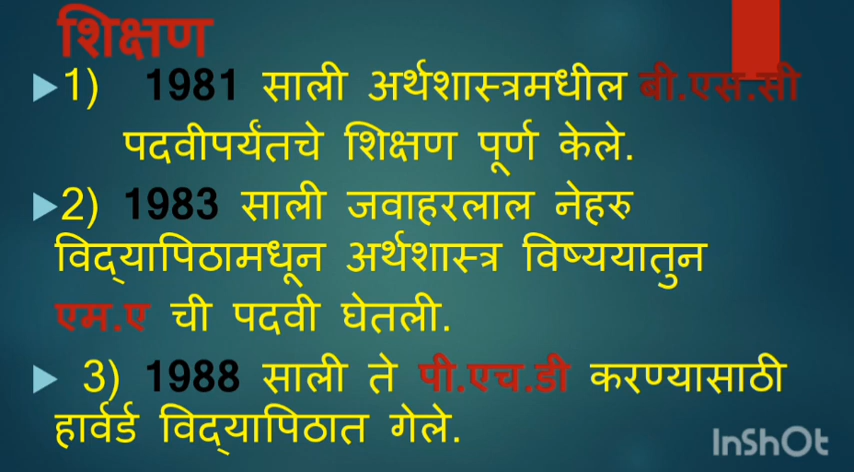 शिक्षण
1) 1981 साली अर्थशास्त्रमधील बी.एस.सी
पदवीपर्यंतचे शिक्षण पूर्ण केले.
2) 1983 साली जवाहरलाल नेहरु
विद्यापिठामधून अर्थशास्त्र विष्ययातुन
एम.ए ची पदवी घेतली.
3) 1988 साली ते पी.एच.डी करण्यासाठी
हार्वर्ड विद्यापिठात गेले.
InShOt